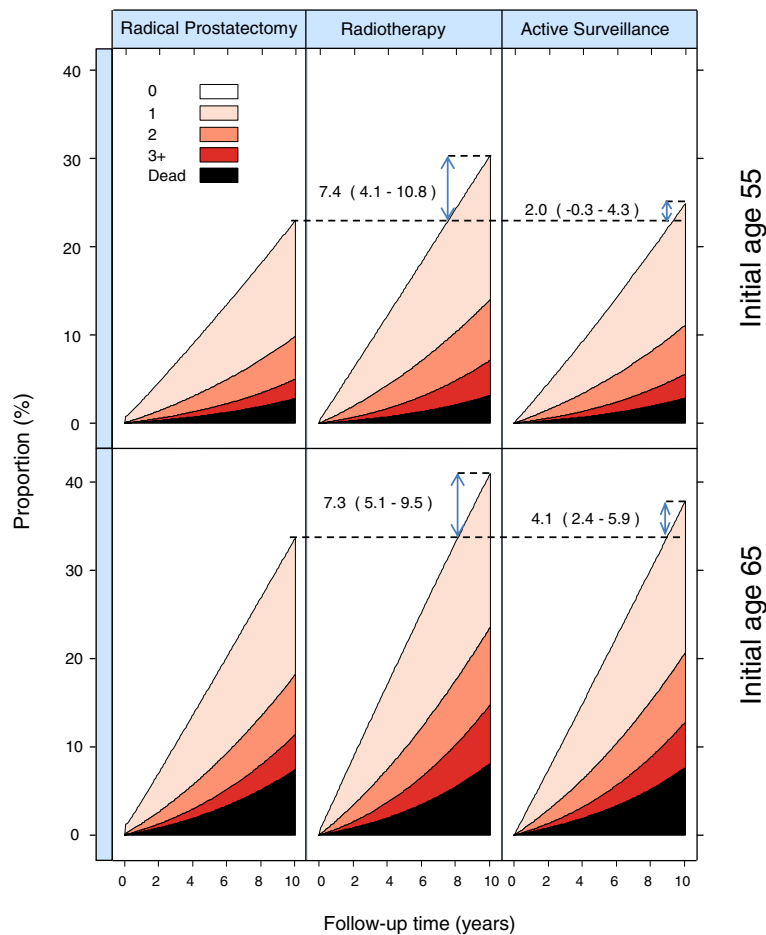 Radical Prostatectomy
Radiotherapy
Active Surveillance
40
30
20
10
0
0
1
2
3+
Dead
7.4 ( 4.1 - 10.8)
2.0 ( -0.3 - 4.3)
Initial age 55
Proportion (%)
40
30
20
10
0
7.3 ( 5.1 - 9.5)
4.1 ( 2.4 - 5.9)
Initial age 65
0 2 4 6 8 10
0 2 4 6 8 10
0 2 4 6 8 10
Follow-up time (years)